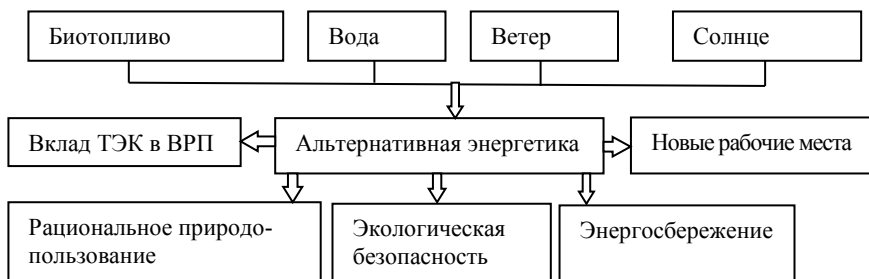 Биотопливо
Вода
Ветер
Солнце
Вклад ТЭК в ВРП
Альтернативная энергетика
Новые рабочие места
Рациональное природо-
пользование
Экологическая
безопасность
Энергосбережение